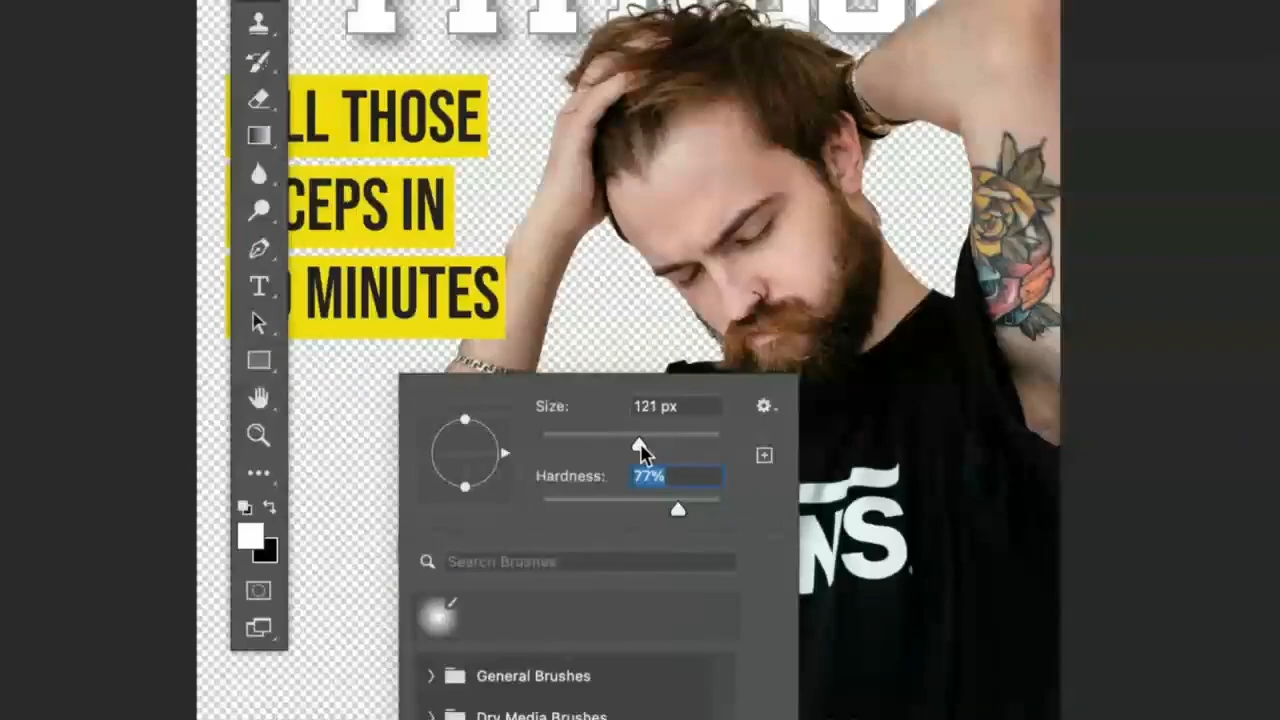 LL THOSE
CEPS IN
MINUTES
Size: 121 px
Hardness: 77%
Search Brushes
General Brushes
Dry Media Brushes